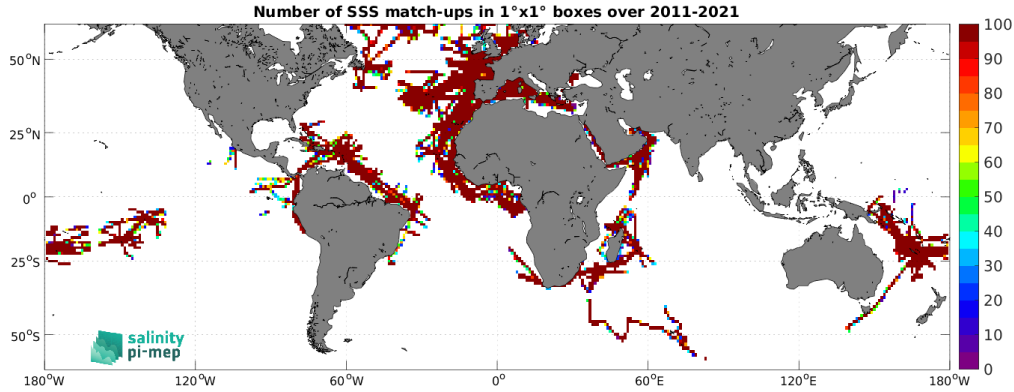 Number of SSS match-ups in 1°x1° boxes over 2011-2021
50°N
25°N
0°
25°S
50°S
180°W
120°W
60°W
0°
60°E
120°E
180°W
100
90
80
70
60
50
40
30
20
10
0
salinity
pi-mep